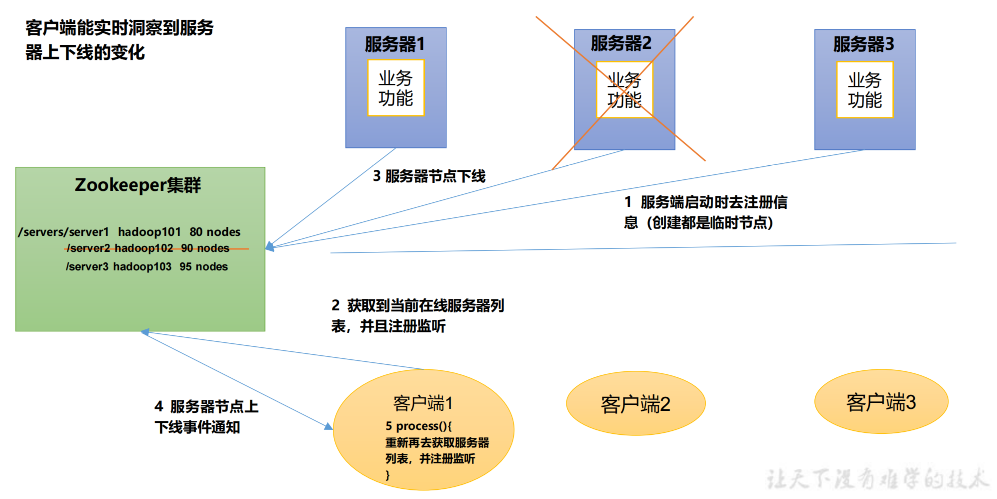 客户端能实时洞察到服务
器上下线的变化
服务器1
业务
功能
服务器2
业务
功能
服务器3
业务
功能
3 服务器节点下线
1 服务端启动时去注册信
息（创建都是临时节点）
Zookeeper集群
/servers/server1 hadoop101 80 nodes
/server2 hadoop102 90 nodes
/server3 hadoop103 95 nodes
2 获取到当前在线服务器列
表，并且注册监听
4 服务器节点上
下线事件通知
客户端1
5 process(){
重新再去获取服务器
列表，并注册监听
}
客户端2
客户端3
让天下没有难学的技术